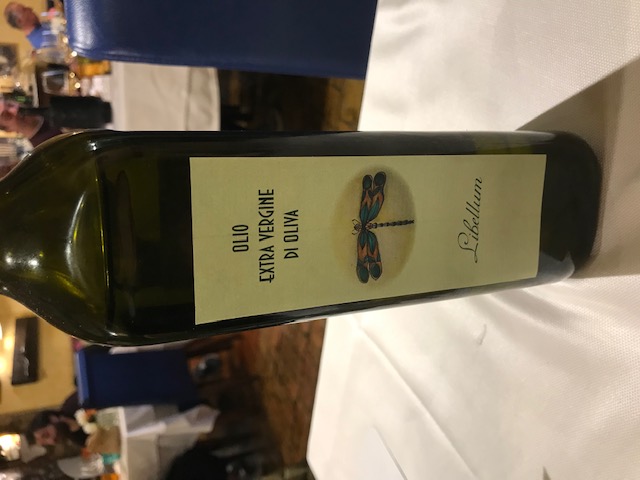 OLIO
EXTRA VERGINE
DI OLIVA
Libellum